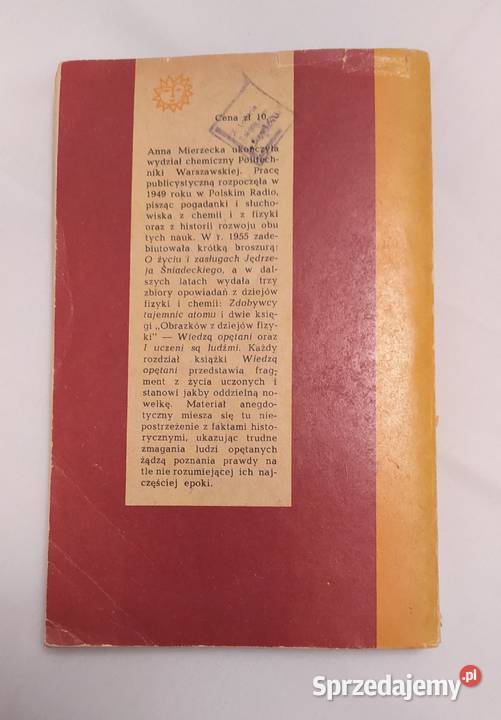 Cena zł 10,—
Anna Mierzecka ukończyła
wydział chemiczny Politech-
niki Warszawskiej. Pracę
publicystyczną rozpoczęła w
1949 roku w Polskim Radio,
pisząc pogadanki i słucho-
wiska z chemii i z fizyki
oraz z historii rozwoju obu
tych nauk. W r. 1955 zade-
biutowała krótką broszurą:
O życiu i zasługach Jędrze-
ja Śniadeckiego, a w dal-
szych latach wydała trzy
zbiory opowiadań z dziejów
fizyki i chemii: Zdobywcy
tajemnic atomu i dwie księ-
gi „Obrazków z dziejów fizy-
ki" — Wiedzą opętani oraz
I uczeni są ludźmi. Każdy
rozdział książki Wiedzą
opętani przedstawia frag-
ment z życia uczonych i
stanowi jakby oddzielną no-
welkę. Materiał anegdo-
tyczny miesza się tu nie-
postrzeżenie z faktami histo-
rycznymi, ukazując trudne
zmagania ludzi opętanych
żądzą poznania prawdy na
tle nie rozumiejącej ich naj-
częściej epoki.
Sprzedajemy.pl